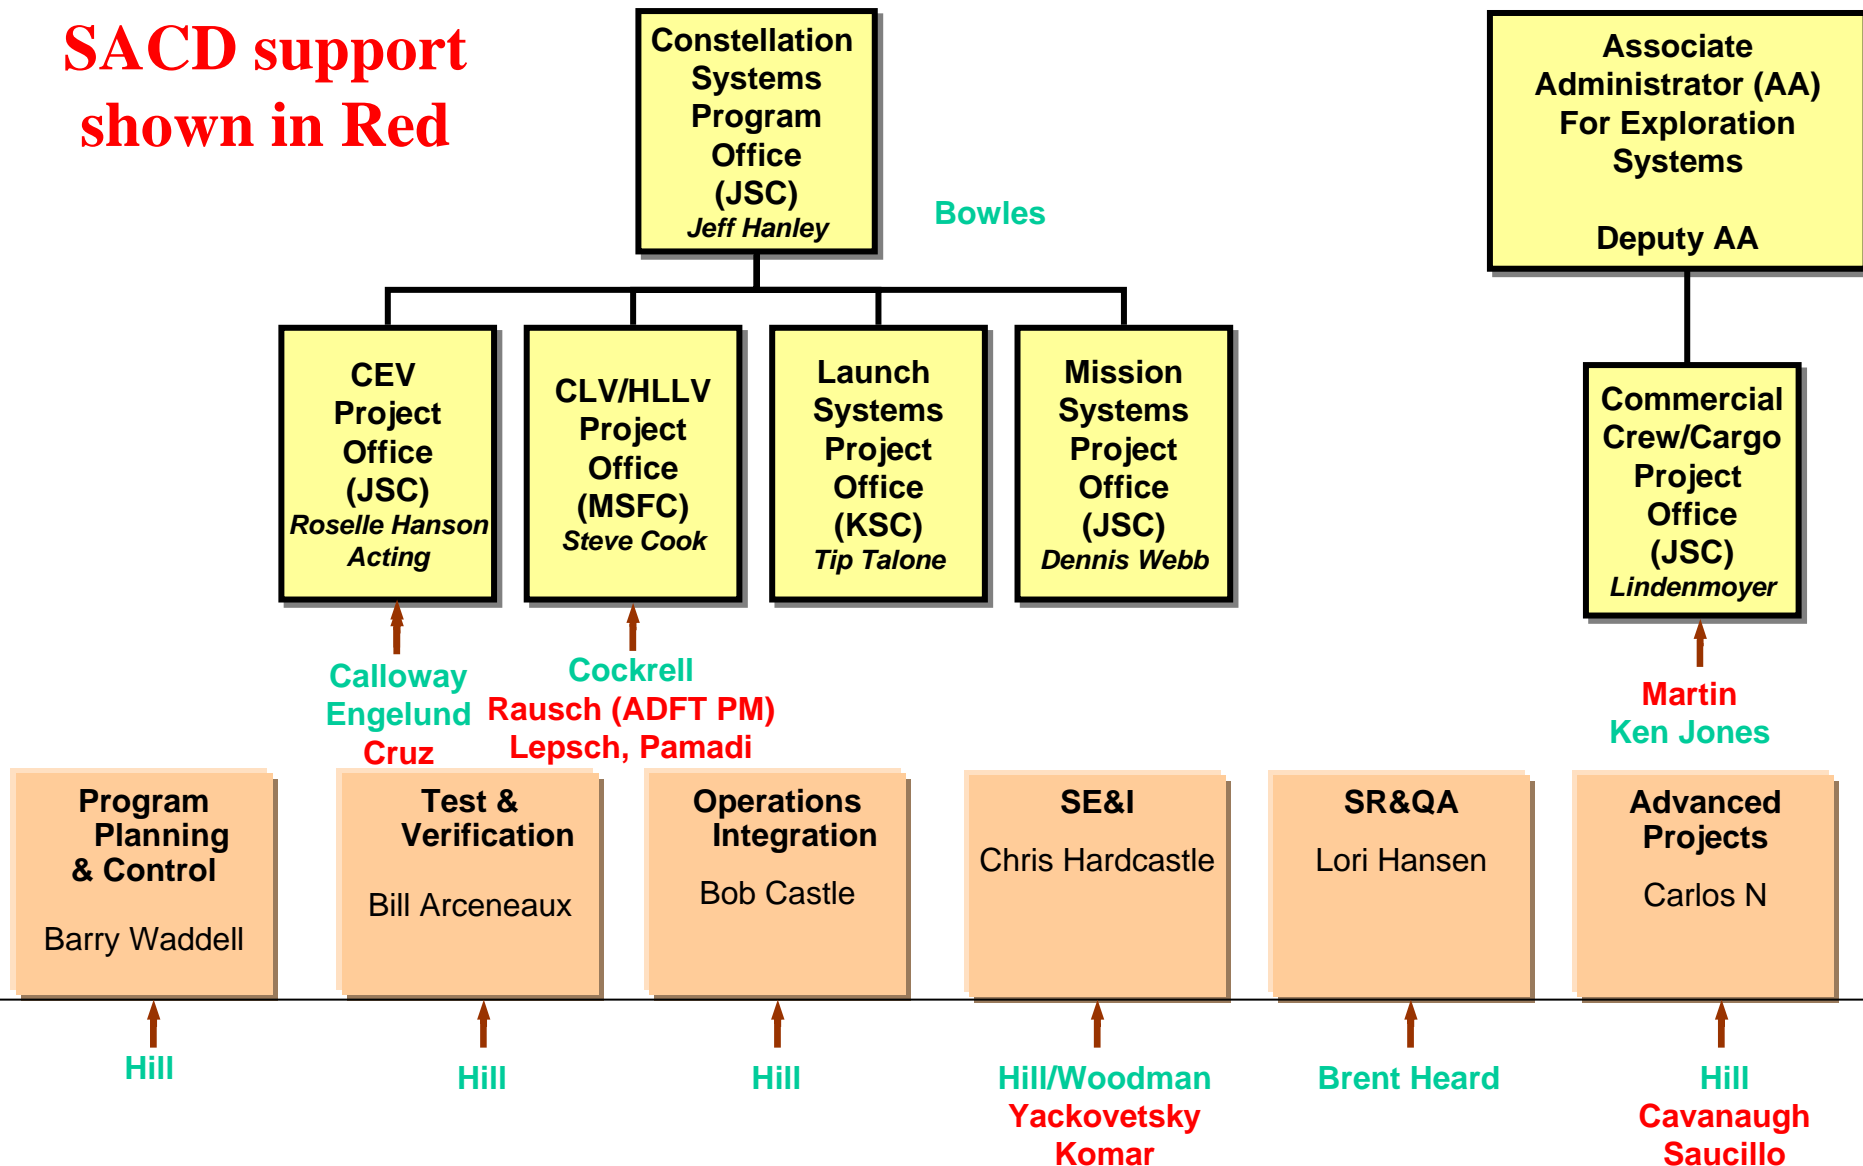 SACD support
shown in Red
Constellation
Systems
Program
Office
(JSC)
Jeff Hanley
Bowles
Associate
Administrator (AA)
For Exploration
Systems
Deputy AA
CEV
Project
Office
(JSC)
Roselle Hanson
Acting
CLV/HLLV
Project
Office
(MSFC)
Steve Cook
Launch
Systems
Project
Office
(KSC)
Tip Talone
Mission
Systems
Project
Office
(JSC)
Dennis Webb
Commercial
Crew/Cargo
Project
Office
(JSC)
Lindenmoyer
Calloway
Engelund
Cruz
Cockrell
Rausch (ADFT PM)
Lepsch, Pamadi
Martin
Ken Jones
Program
Planning
& Control
Barry Waddell
Test &
Verification
Bill Arceneaux
Operations
Integration
Bob Castle
SE&I
Chris Hardcastle
SR&QA
Lori Hansen
Advanced
Projects
Carlos N
Hill
Hill
Hill
Hill/Woodman
Yackovetsky
Komar
Brent Heard
Hill
Cavanaugh
Saucillo